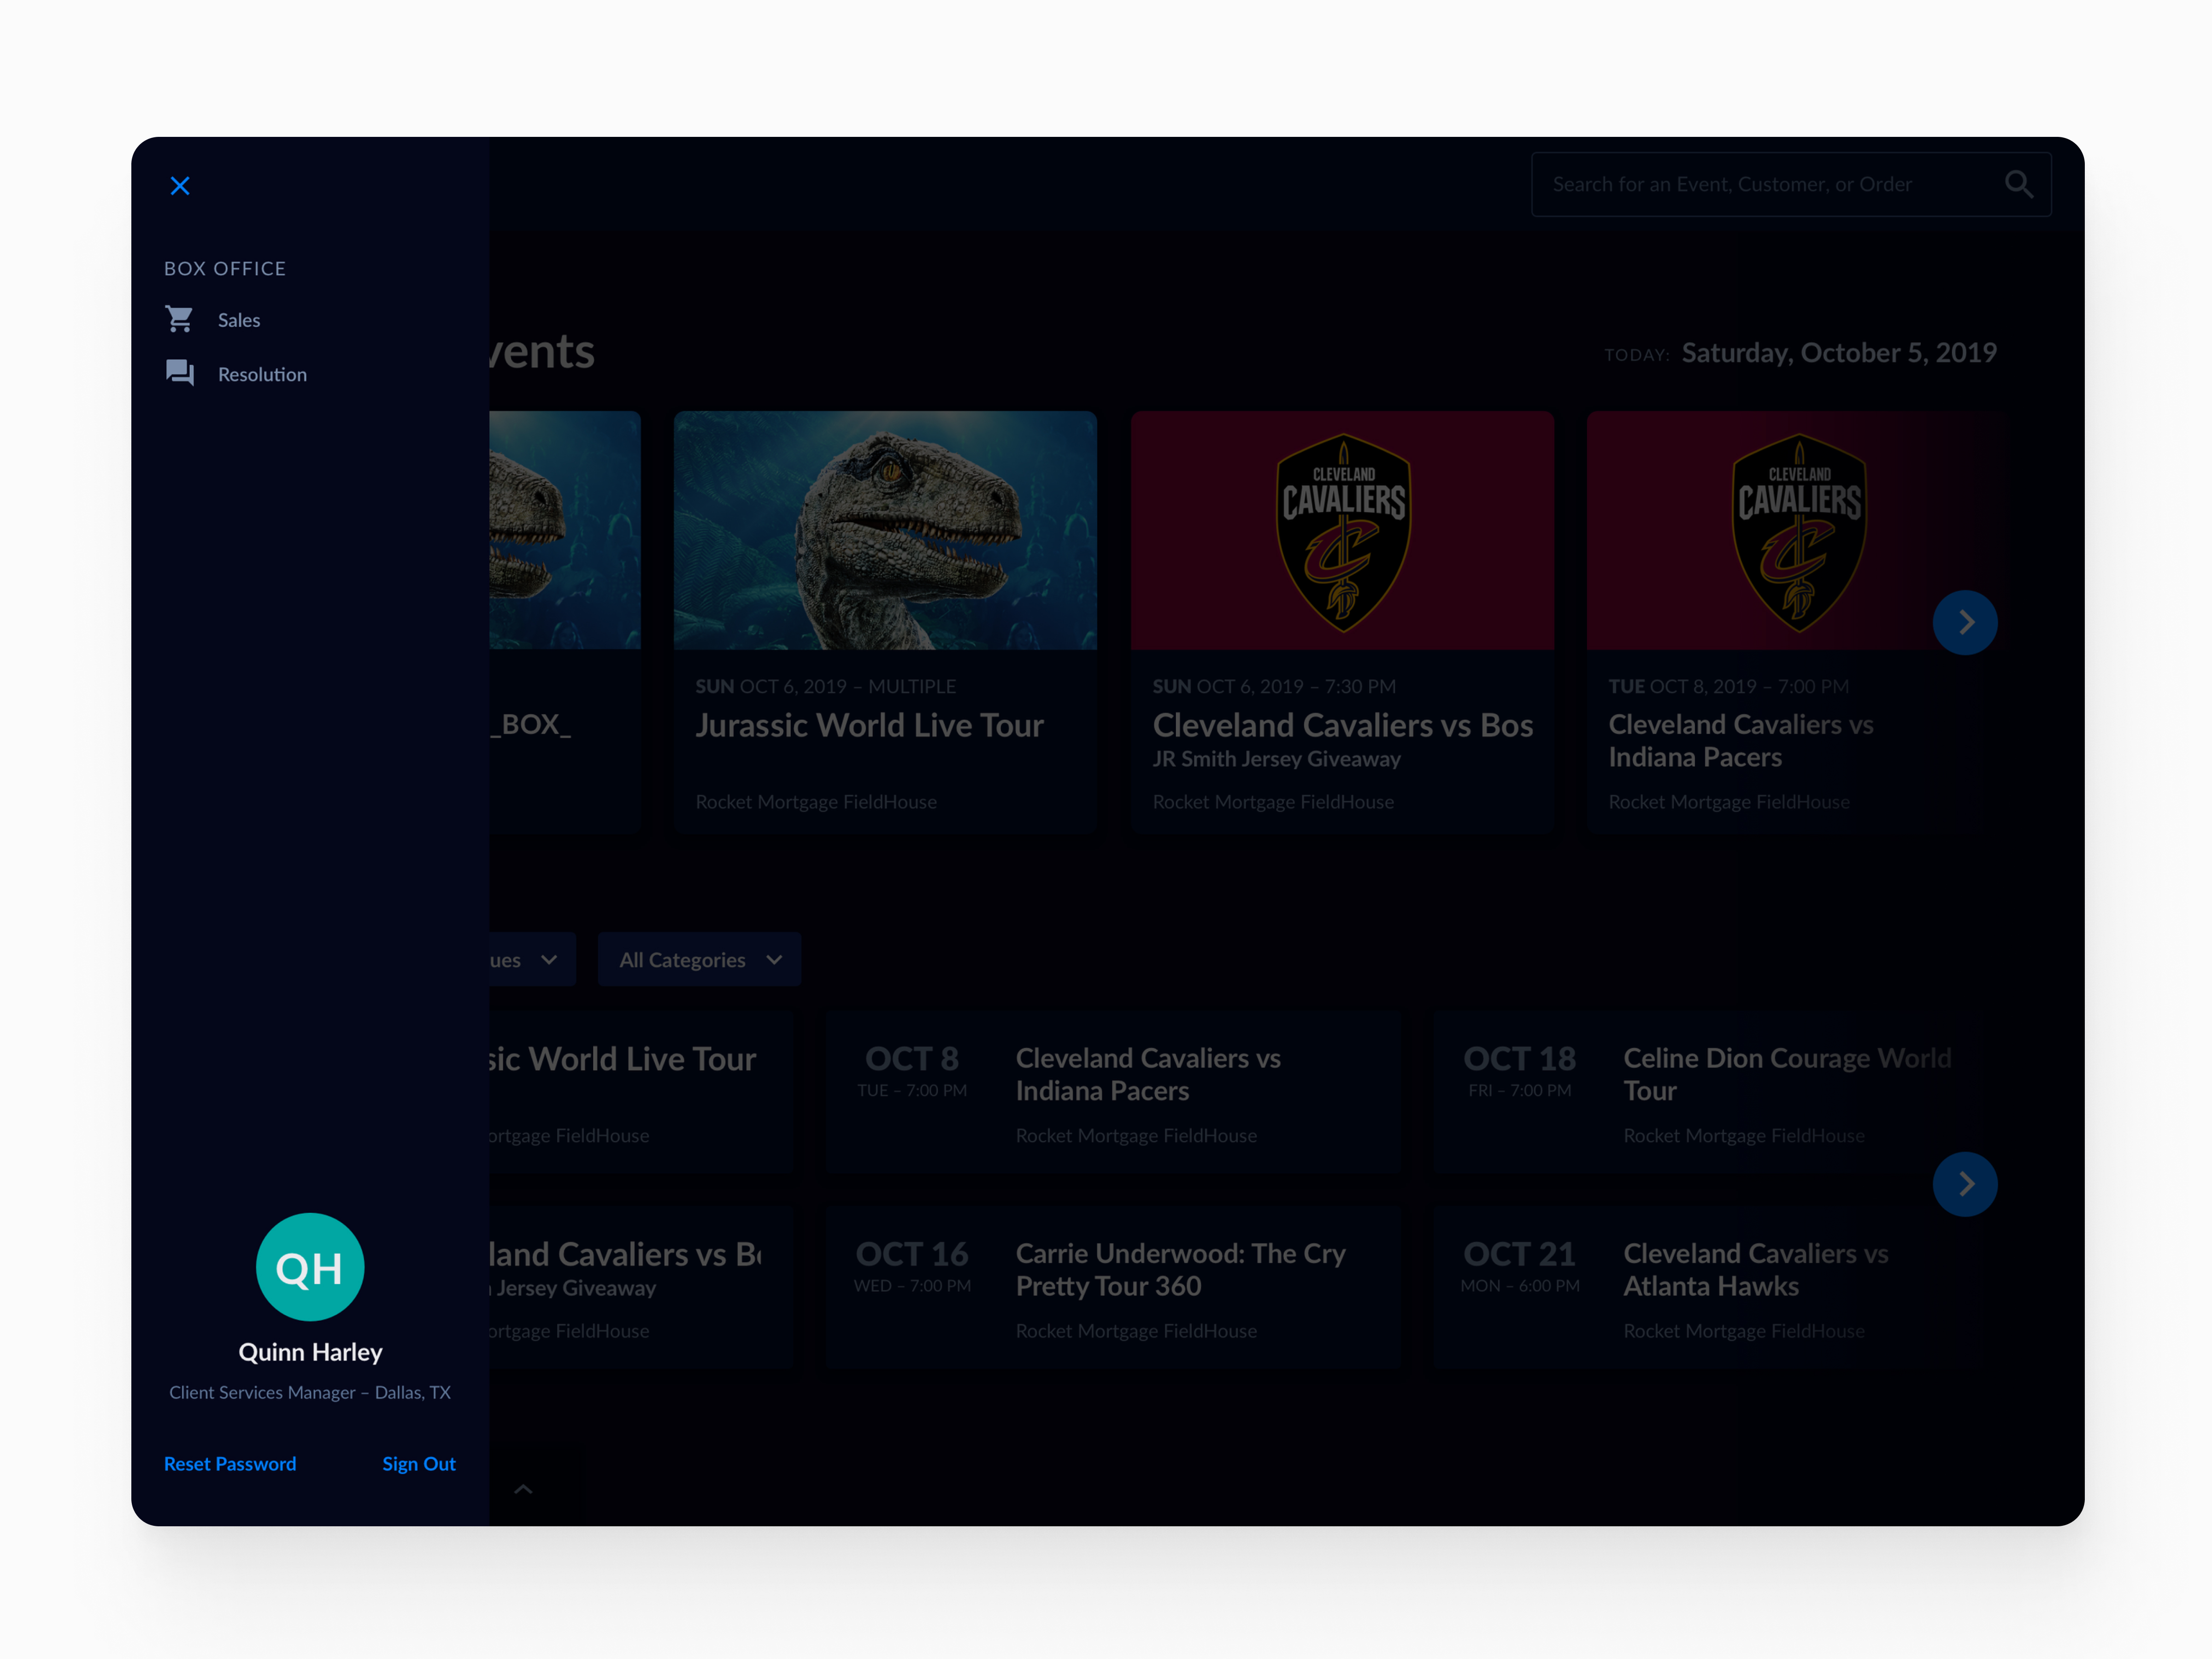 BOX OFFICE
Sales
Resolution
QH
Quinn Harley
Client Services Manager – Dallas, TX
Reset Password
Sign Out
Search for an Event, Customer, or Order
vents
TODAY: Saturday, October 5, 2019
_BOX_
CLEVELAND
CAVALIERS
CLEVELAND
CAVALIERS
SUN OCT 6, 2019 – MULTIPLE
Jurassic World Live Tour
Rocket Mortgage FieldHouse
SUN OCT 6, 2019 – 7:30 PM
Cleveland Cavaliers vs Bos
JR Smith Jersey Giveaway
Rocket Mortgage FieldHouse
TUE OCT 8, 2019 – 7:00 PM
Cleveland Cavaliers vs
Indiana Pacers
Rocket Mortgage FieldHouse
ues
All Categories
sic World Live Tour
ortgage FieldHouse
OCT 8
TUE – 7:00 PM
Cleveland Cavaliers vs
Indiana Pacers
Rocket Mortgage FieldHouse
OCT 18
FRI – 7:00 PM
Celine Dion Courage World
Tour
Rocket Mortgage FieldHouse
land Cavaliers vs Bo
Jersey Giveaway
ortgage FieldHouse
OCT 16
WED – 7:00 PM
Carrie Underwood: The Cry
Pretty Tour 360
Rocket Mortgage FieldHouse
OCT 21
MON – 6:00 PM
Cleveland Cavaliers vs
Atlanta Hawks
Rocket Mortgage FieldHouse